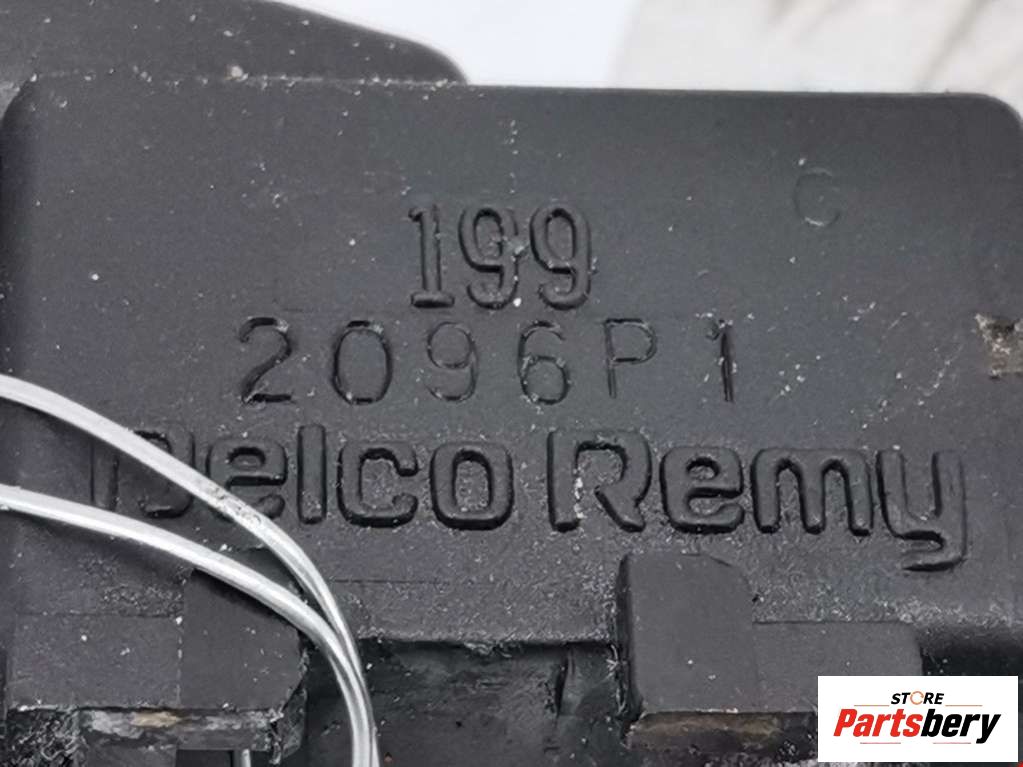 G
199
2096P1
Delco Remy
STORE
Partsbery